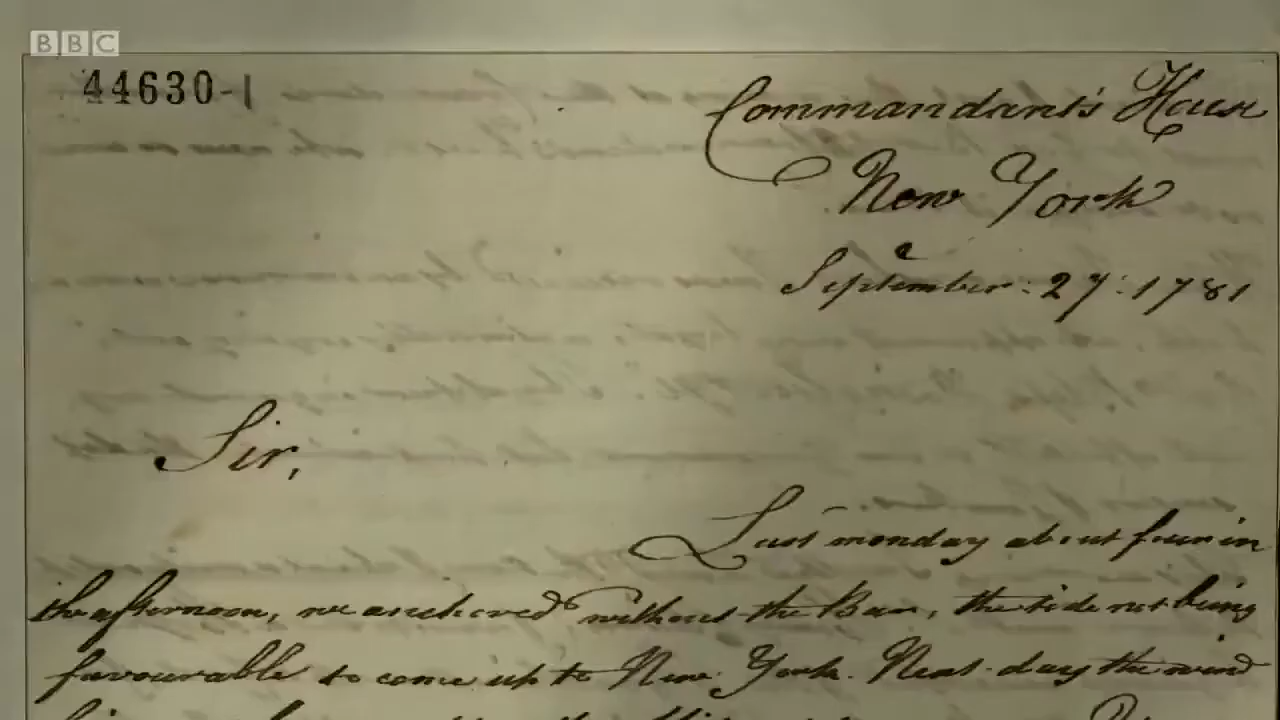 BBC
44630-1
Commandant's House
New York
September: 27: 1781
Sir,
Last monday about four in
the afternoon, we anchored without the Bar, the tide not being
favourable to come up to New York. Next day the wind